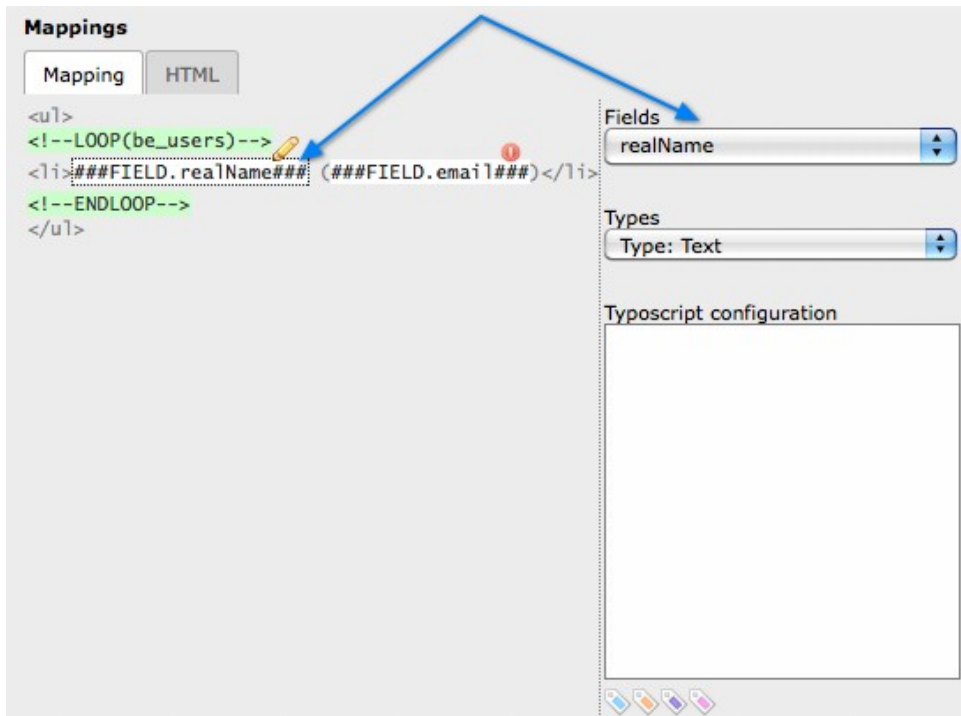 Mappings
Mapping
HTML
<ul>
<!--LOOP(be_users)-->
<li>###FIELD.realName### (###FIELD.email###)</li>
<!--ENDLOOP-->
</ul>
Fields
realName
Types
Type: Text
Typoscript configuration